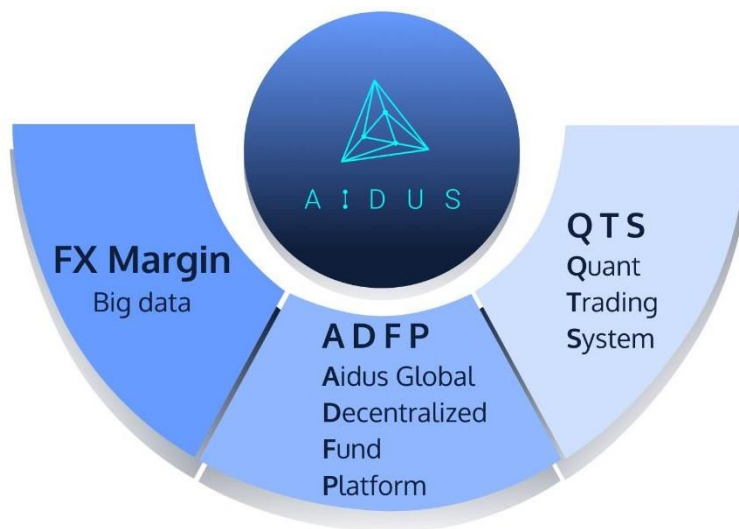 AIDUS
FX Margin
Big data
ADFP
Aidus Global
Decentralized
Fund
Platform
QTS
Quant
Trading
System